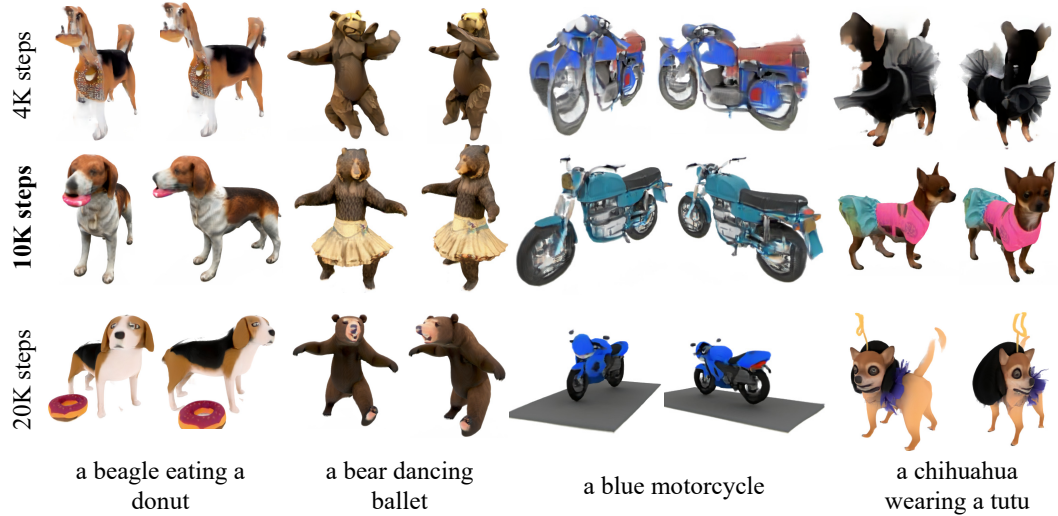 4K steps
10K steps
20K steps
a beagle eating a
donut
a bear dancing
ballet
a blue motorcycle
a chihuahua
wearing a tutu